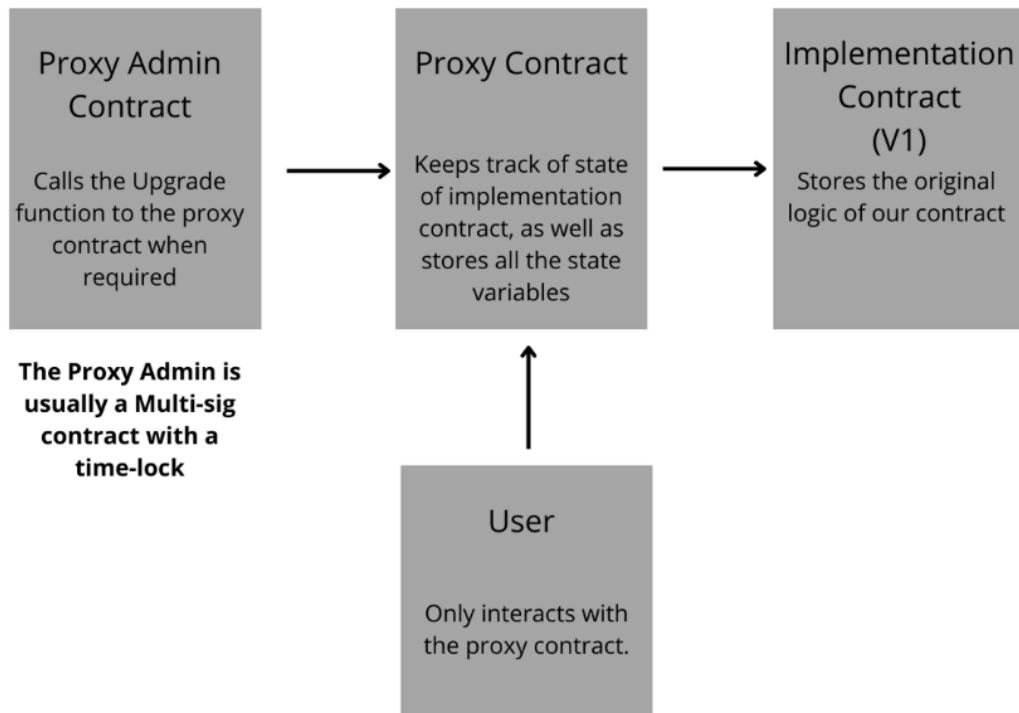 Proxy Admin
Contract
Calls the Upgrade
function to the proxy
contract when
required
The Proxy Admin is
usually a Multi-sig
contract with a
time-lock
Proxy Contract
Keeps track of state
of implementation
contract, as well as
stores all the state
variables
Implementation
Contract
(V1)
Stores the original
logic of our contract
User
Only interacts with
the proxy contract.